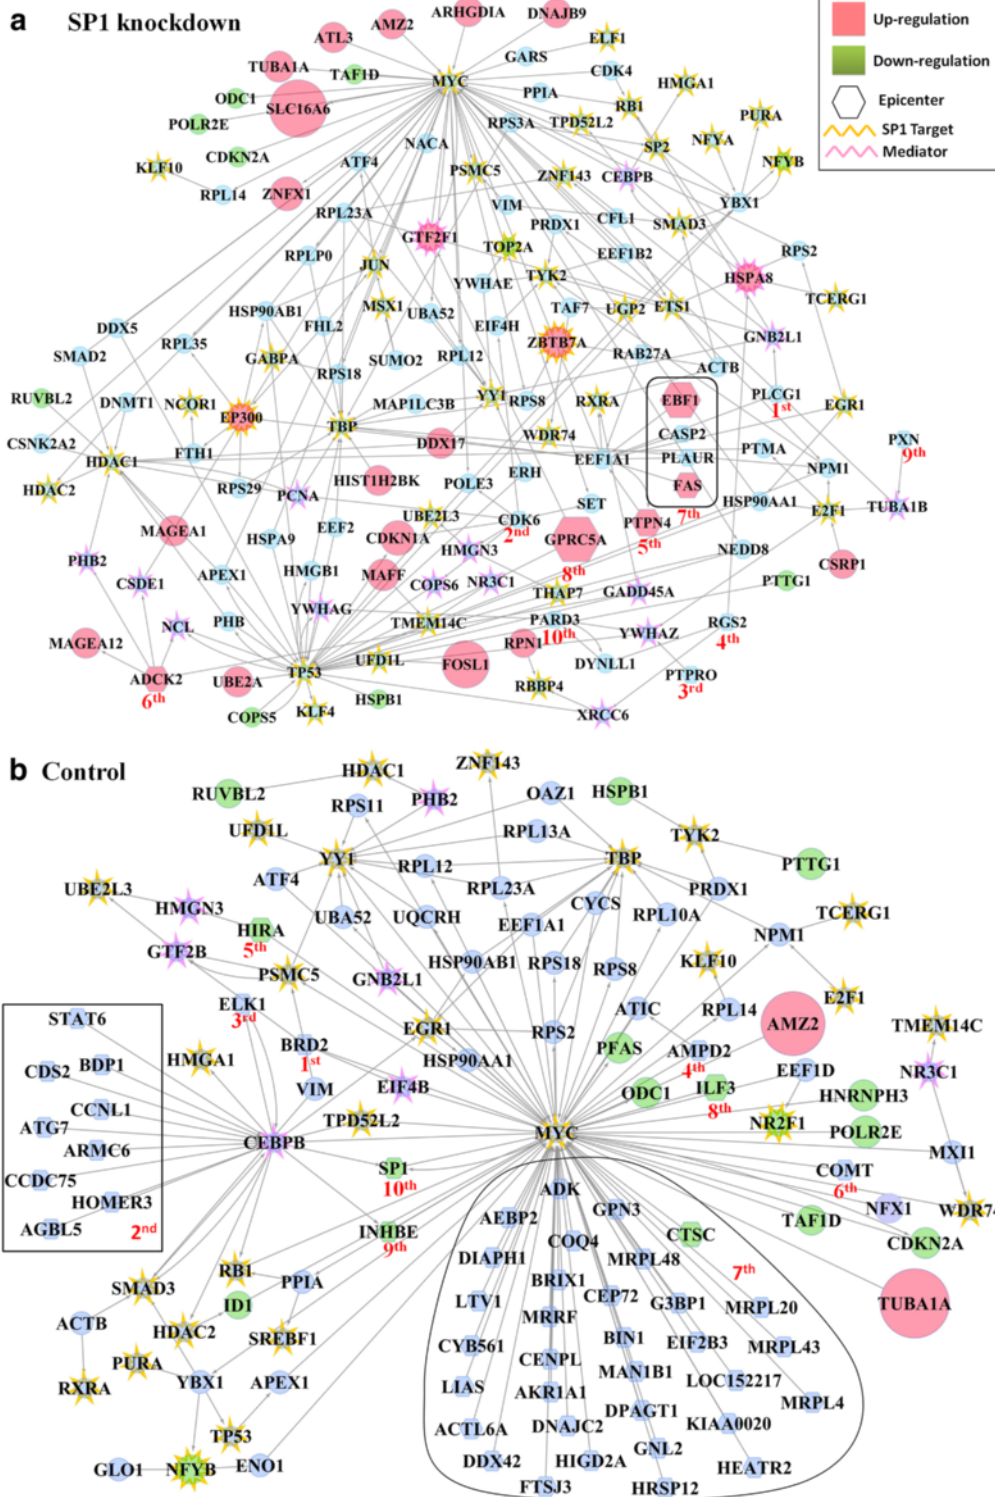 a SP1 knockdown
Up-regulation
Down-regulation
Epicenter
SP1 Target
Mediator
ARHGDIA
DNAJB9
AMZ2
ATL3
ELF1
GARS
TUBA1A
TAF1D
MYC
CDK4
HMGA1
PPIA
ODC1
SLC16A6
RB1
PURA
POLR2E
RPS3A
TPD52L2
NFYA
SP2
NACA
CDKN2A
ATF4
KLF10
PSMC5
ZNF143
CEBPB
NFYB
RPL14
ZNFX1
YBX1
VIM
RPL23A
CFL1
PRDX1
SMAD3
GTF2F1
TOP2A
RPS2
RPLP0
EEF1B2
JUN
TYK2
HSPA8
YWHAE
TCERG1
MSX1
TAF7
UGP2
ETS1
HSP90AB1
UBA52
DDX5
FHL2
EIF4H
GNB2L1
RPL35
ZBTB7A
SMAD2
GABPA
SUMO2
RPL12
RAB27A
ACTB
RPS18
RUVBL2
DNMT1
NCOR1
MAP1LC3B
YY1
RPS8
RXRA
EBF1
PLCG1
1st
EGR1
EP300
TBP
CSNK2A2
DDX17
WDR74
CASP2
PXN
9th
FTH1
HDAC1
EEF1A1
PLAUR
PTMA
NPM1
HIST1H2BK
ERH
FAS
HDAC2
RPS29
PCNA
POLE3
SET
HSP90AA1
TUBA1B
E2F1
7th
UBE2L3
CDK6
2nd
PTPN4
5th
MAGEA1
HSPA9
EEF2
CDKN1A
GPRC5A
8th
HMGN3
NEDD8
PHB2
CSRP1
CSDE1
APEX1
HMGB1
MAFF
COPS6
NR3C1
PTTG1
THAP7
GADD45A
YWHAG
NCL
PHB
TMEM14C
PARD3
10th
RGS2
4th
YWHAZ
MAGEA12
RPN1
UFD1L
FOSL1
DYNLL1
ADCK2
6th
UBE2A
TP53
PTPRO
3rd
RBBP4
HSPB1
COPS5
KLF4
XRCC6
b Control
ZNF143
HDAC1
RUVBL2
PHB2
OAZ1
HSPB1
RPS11
UFD1L
RPL13A
TYK2
YY1
TBP
PTTG1
RPL12
ATF4
UBE2L3
RPL23A
PRDX1
CYCS
HMGN3
UBA52
UQCRH
RPL10A
TCERG1
EEF1A1
HIRA
5th
NPM1
GTF2B
HSP90AB1
RPS18
KLF10
PSMC5
GNB2L1
RPS8
E2F1
ELK1
3rd
ATIC
RPL14
STAT6
EGR1
RPS2
AMZ2
TMEM14C
BRD2
1st
PFAS
AMPD2
4th
HMGA1
HSP90AA1
BDP1
CDS2
EEF1D
NR3C1
VIM
EIF4B
ODC1
ILF3
8th
HNRNPH3
CCNL1
TPD52L2
NR2F1
ATG7
CEBPB
MYC
POLR2E
ARMC6
MXI1
SP1
10th
COMT
6th
CCDC75
ADK
HOMER3
GPN3
NFX1
WDR74
AEBP2
TAF1D
AGBL5
2nd
INHBE
9th
CTSC
COQ4
CDKN2A
DIAPH1
MRPL48
RB1
7th
PPIA
BRIX1
SMAD3
CEP72
LTV1
G3BP1
ID1
MRPL20
TUBA1A
MRRF
ACTB
HDAC2
SREBF1
BIN1
CYB561
EIF2B3
MRPL43
CENPL
PURA
MAN1B1
YBX1
APEX1
LOC152217
LIAS
RXRA
AKR1A1
MRPL4
DPAGT1
ACTL6A
DNAJC2
KIAA0020
TP53
GNL2
DDX42
HIGD2A
ENO1
GLO1
NFYB
HEATR2
FTSJ3
HRSP12